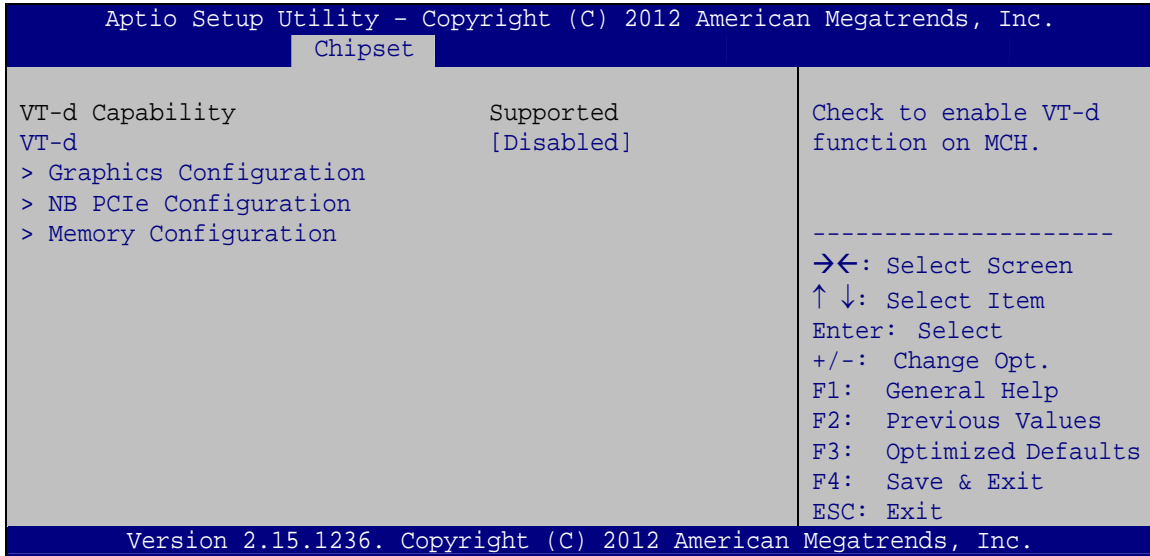 Aptio Setup Utility – Copyright (C) 2012 American Megatrends, Inc.
Chipset
VT-d Capability Supported
VT-d [Disabled]
> Graphics Configuration
> NB PCIe Configuration
> Memory Configuration
Check to enable VT-d
function on MCH.
---------------------
→←: Select Screen
↑ ↓: Select Item
Enter: Select
+/-: Change Opt.
F1: General Help
F2: Previous Values
F3: Optimized Defaults
F4: Save & Exit
ESC: Exit
Version 2.15.1236. Copyright (C) 2012 American Megatrends, Inc.